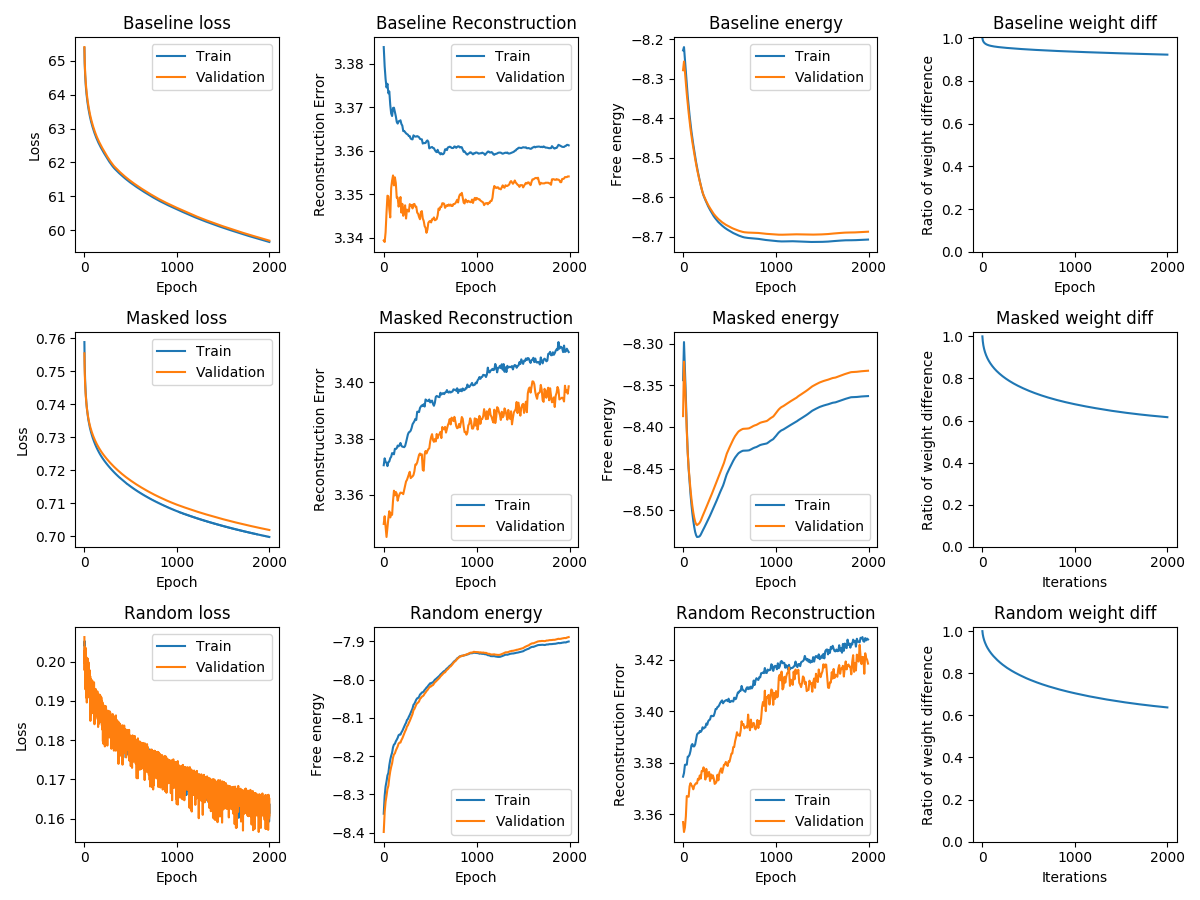 Baseline loss
Loss
65
64
63
62
61
60
Train
Validation
0
1000
2000
Epoch
Baseline Reconstruction
Reconstruction Error
3.38
3.37
3.36
3.35
3.34
Train
Validation
0
1000
2000
Epoch
Baseline energy
Free energy
−8.2
−8.3
−8.4
−8.5
−8.6
−8.7
Train
Validation
0
1000
2000
Epoch
Baseline weight diff
Ratio of weight difference
1.0
0.8
0.6
0.4
0.2
0.0
0
1000
2000
Epoch
Masked loss
Loss
0.76
0.75
0.74
0.73
0.72
0.71
0.70
Train
Validation
0
1000
2000
Epoch
Masked Reconstruction
Reconstruction Error
3.40
3.38
3.36
Train
Validation
0
1000
2000
Epoch
Masked energy
Free energy
−8.30
−8.35
−8.40
−8.45
−8.50
Train
Validation
0
1000
2000
Epoch
Masked weight diff
Ratio of weight difference
1.0
0.8
0.6
0.4
0.2
0.0
0
1000
2000
Iterations
Random loss
Loss
0.20
0.19
0.18
0.17
0.16
Train
Validation
0
1000
2000
Epoch
Random energy
Free energy
−7.9
−8.0
−8.1
−8.2
−8.3
−8.4
Train
Validation
0
1000
2000
Epoch
Random Reconstruction
Reconstruction Error
3.42
3.40
3.38
3.36
Train
Validation
0
1000
2000
Epoch
Random weight diff
Ratio of weight difference
1.0
0.8
0.6
0.4
0.2
0.0
0
1000
2000
Iterations